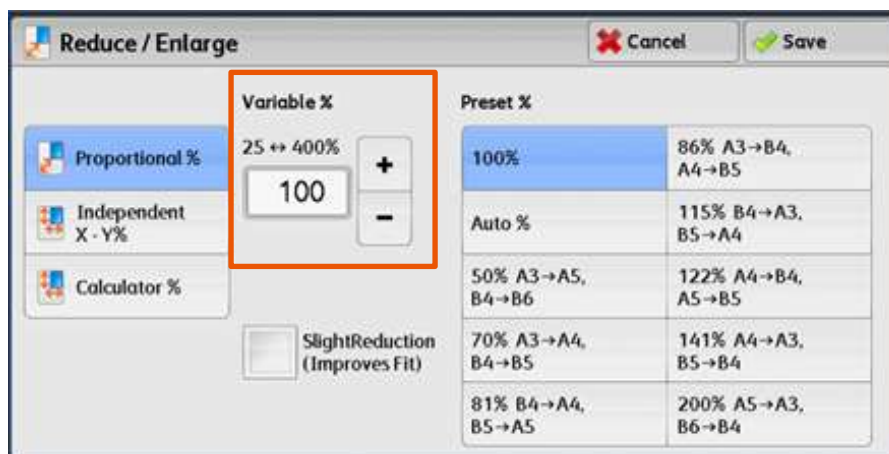 Reduce / Enlarge
Cancel
Save
Variable %
25 ↔ 400%
100
+
−
Preset %
Proportional %
Independent
X - Y%
Calculator %
SlightReduction
(Improves Fit)
100%
86% A3→B4,
A4→B5
Auto %
115% B4→A3,
B5→A4
50% A3→A5,
B4→B6
122% A4→B4,
A5→B5
70% A3→A4,
B4→B5
141% A4→A3,
B5→B4
81% B4→A4,
B5→A5
200% A5→A3,
B6→B4